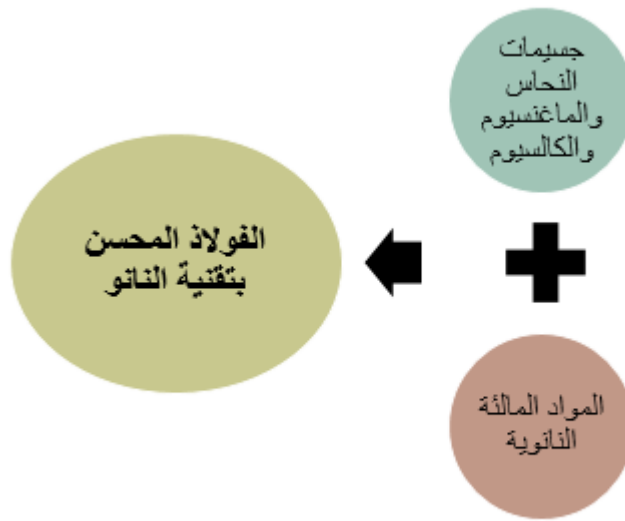 جسيمات
النحاس
والماغنسيوم
والكالسيوم
المواد المالئة
النانوية
الفولاذ المحسن
بتقنية النانو